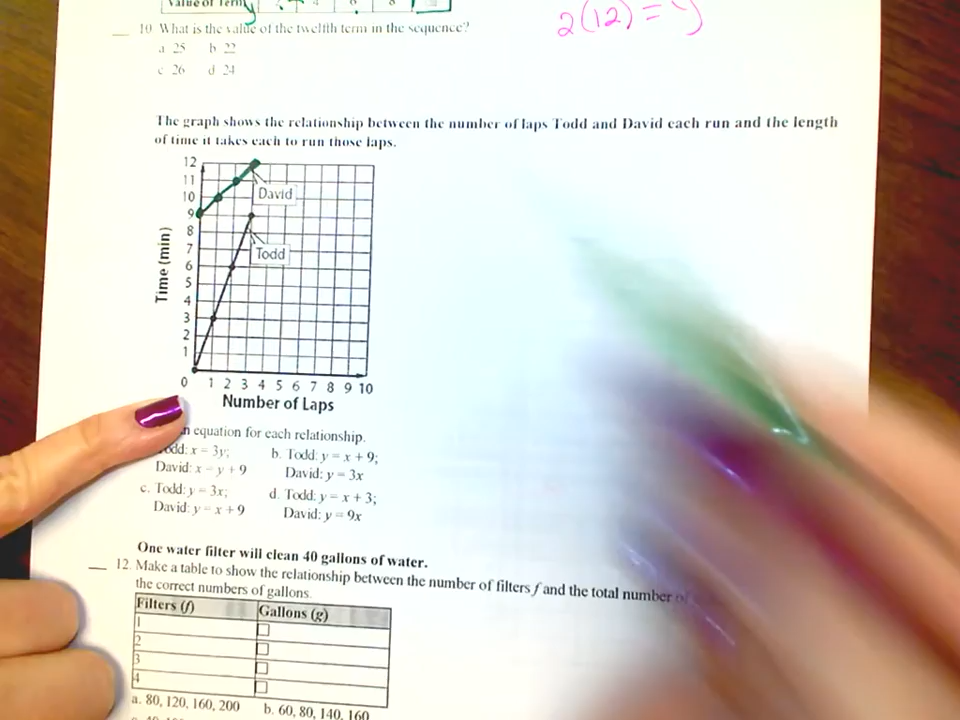 Value of Term y 4 6 8
2(12) = y
10 What is the value of the twelfth term in the sequence?
a 25 b 22
c 26 d 24
The graph shows the relationship between the number of laps Todd and David each run and the length
of time it takes each to run those laps.
12
11
10
9
8
7
6
5
4
3
2
1
David
Todd
Time (min)
0 1 2 3 4 5 6 7 8 9 10
Number of Laps
n equation for each relationship.
odd: x = 3y; b. Todd: y = x + 9;
David: x = y + 9 David: y = 3x
c. Todd: y = 3x; d. Todd: y = x + 3;
David: y = x + 9 David: y = 9x
One water filter will clean 40 gallons of water.
12. Make a table to show the relationship between the number of filters f and the total number of
the correct numbers of gallons.
Filters (f) Gallons (g)
1
2
3
4
a. 80, 120, 160, 200 b. 60, 80, 140, 160